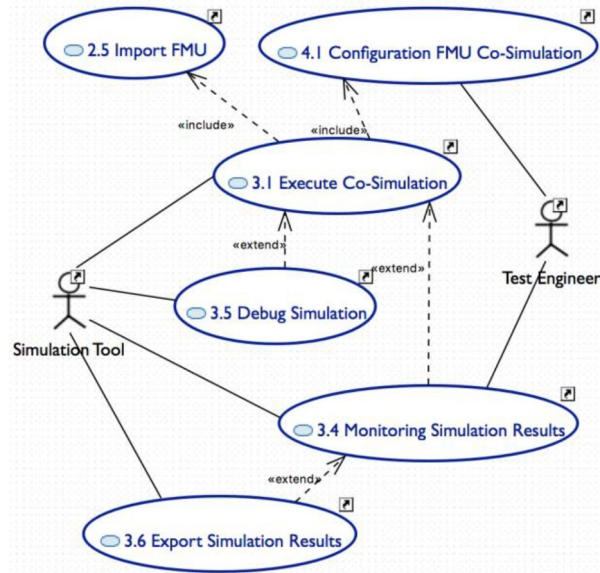 2.5 Import FMU
4.1 Configuration FMU Co-Simulation
«include»
«include»
3.1 Execute Co-Simulation
«extend»
«extend»
Test Engineer
3.5 Debug Simulation
Simulation Tool
3.4 Monitoring Simulation Results
«extend»
3.6 Export Simulation Results